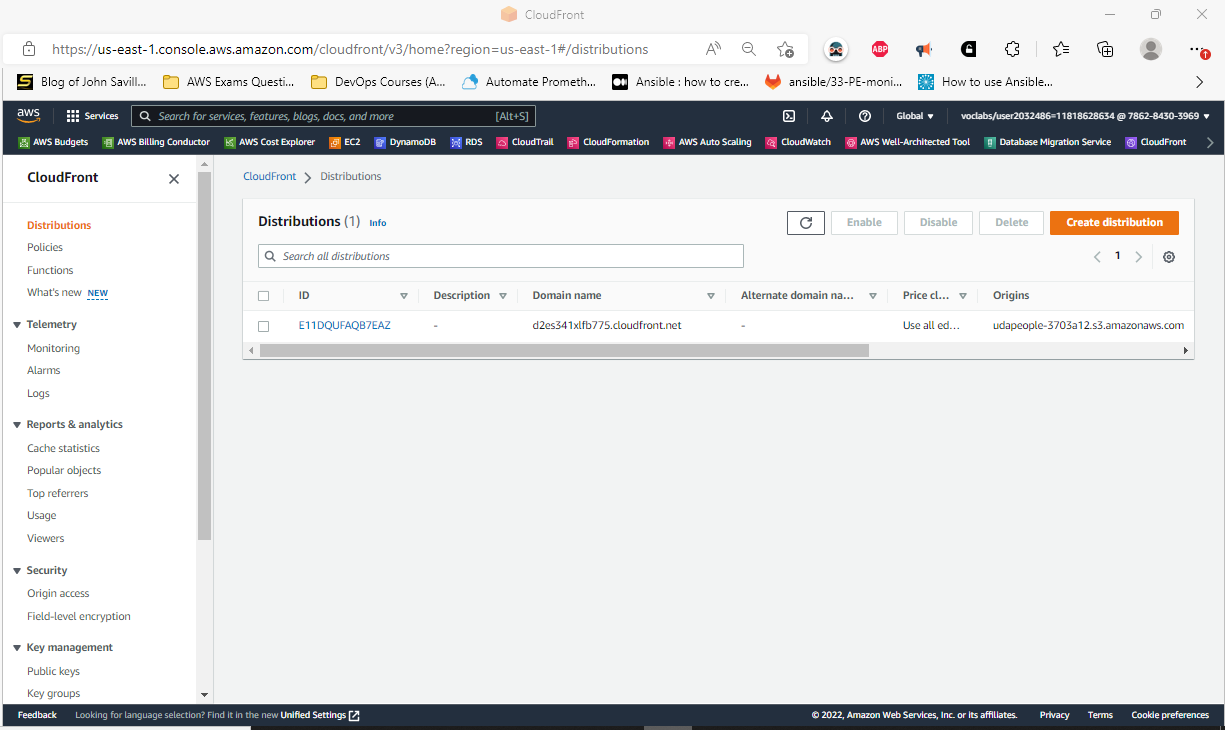 CloudFront
https://us-east-1.console.aws.amazon.com/cloudfront/v3/home?region=us-east-1#/distributions
ABP
Blog of John Savill...
AWS Exams Questi...
DevOps Courses (A...
Automate Prometh...
Ansible : how to cre...
ansible/33-PE-moni...
How to use Ansible...
aws
Services
Search for services, features, blogs, docs, and more
[Alt+S]
Global
voclabs/user2032486=11818628634 @ 7862-8430-3969
AWS Budgets
AWS Billing Conductor
AWS Cost Explorer
EC2
DynamoDB
RDS
CloudTrail
CloudFormation
AWS Auto Scaling
CloudWatch
AWS Well-Architected Tool
Database Migration Service
CloudFront
CloudFront
Distributions
Policies
Functions
What's new NEW
Telemetry
Monitoring
Alarms
Logs
Reports & analytics
Cache statistics
Popular objects
Top referrers
Usage
Viewers
Security
Origin access
Field-level encryption
Key management
Public keys
Key groups
CloudFront > Distributions
Distributions (1) Info
Enable
Disable
Delete
Create distribution
Search all distributions
1
ID Description Domain name Alternate domain na... Price cl... Origins
E11DQUFAQB7EAZ - d2es341xlfb775.cloudfront.net - Use all ed... udapeople-3703a12.s3.amazonaws.com
Feedback
Looking for language selection? Find it in the new Unified Settings
© 2022, Amazon Web Services, Inc. or its affiliates.
Privacy
Terms
Cookie preferences